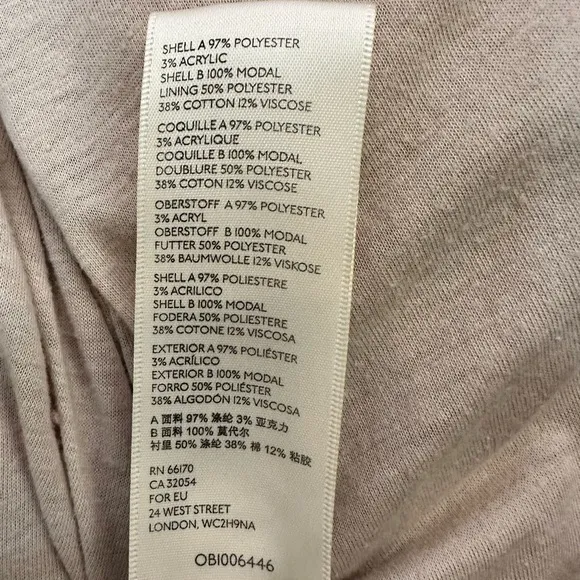 SHELL A 97% POLYESTER
3% ACRYLIC
SHELL B 100% MODAL
LINING 50% POLYESTER
38% COTTON 12% VISCOSE
COQUILLE A 97% POLYESTER
3% ACRYLIQUE
COQUILLE B 100% MODAL
DOUBLURE 50% POLYESTER
38% COTON 12% VISCOSE
OBERSTOFF A 97% POLYESTER
3% ACRYL
OBERSTOFF B 100% MODAL
FUTTER 50% POLYESTER
38% BAUMWOLLE 12% VISKOSE
SHELL A 97% POLIESTERE
3% ACRILICO
SHELL B 100% MODAL
FODERA 50% POLIESTERE
38% COTONE 12% VISCOSA
EXTERIOR A 97% POLIÉSTER
3% ACRÍLICO
EXTERIOR B 100% MODAL
FORRO 50% POLIÉSTER
38% ALGODÓN 12% VISCOSA
A 面料 97% 涤纶 3% 亚克力
B 面料 100% 莫代尔
衬里 50% 涤纶 38% 棉 12% 粘胶
RN 66170
CA 32054
FOR EU
24 WEST STREET
LONDON, WC2H9NA
OB1006446